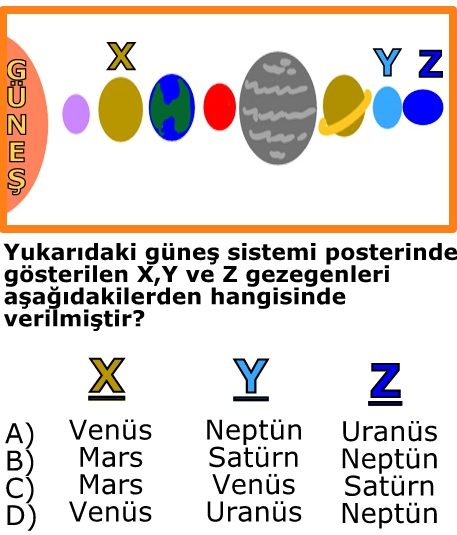 GÜNEŞ
X
Y Z
Yukarıdaki güneş sistemi posterinde
gösterilen X,Y ve Z gezegenleri
aşağıdakilerden hangisinde
verilmiştir?
X Y Z
A) Venüs Neptün Uranüs
B) Mars Satürn Neptün
C) Mars Venüs Satürn
D) Venüs Uranüs Neptün